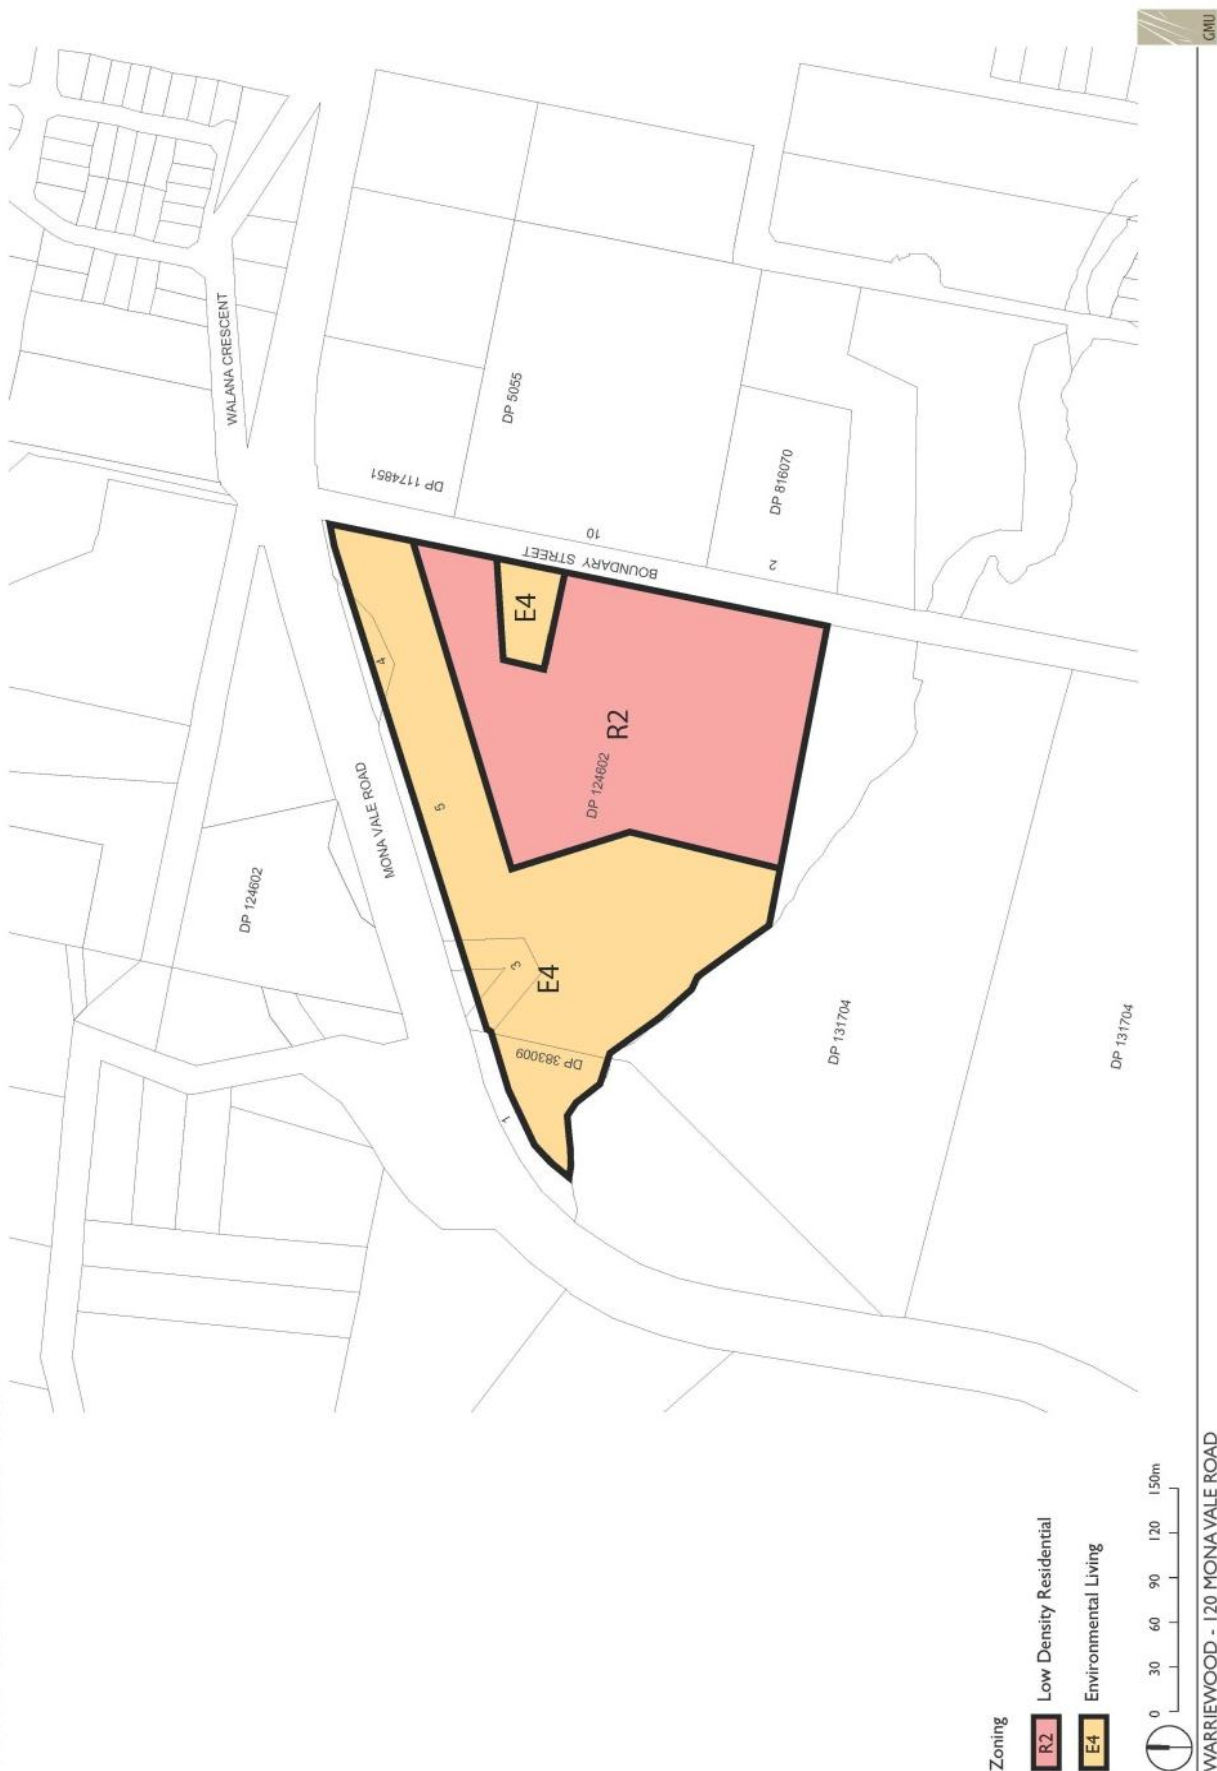 WALANA CRESCENT
DP 1174851
DP 5055
10
BOUNDARY STREET
DP 816070
2
4
E4
R2
DP 124602
MONA VALE ROAD
5
DP 124602
3
E4
DP 383009
1
DP 131704
DP 131704
Zoning
R2 Low Density Residential
E4 Environmental Living
0 30 60 90 120 150m
WARRIEWOOD - 120 MONA VALE ROAD
GMU